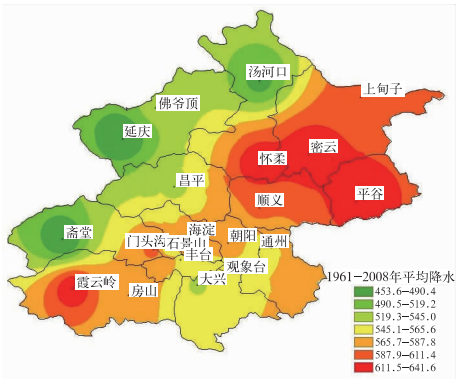 汤河口
上甸子
佛爷顶
延庆
怀柔
密云
昌平
平谷
顺义
斋堂
海淀
朝阳
门头沟
石景山
通州
丰台
观象台
霞云岭
房山
大兴
1961-2008年平均降水
453.6-490.4
490.5-519.2
519.3-545.0
545.1-565.6
565.7-587.8
587.9-611.4
611.5-641.6